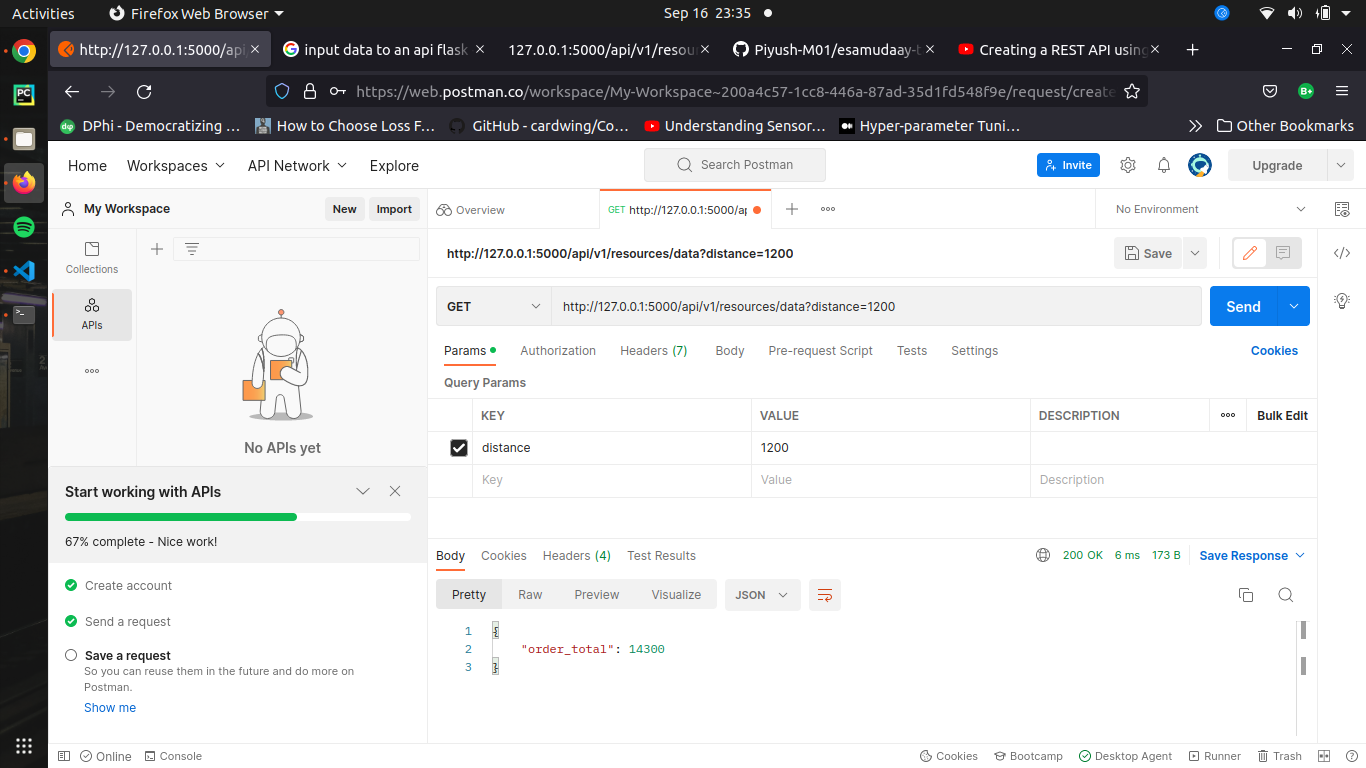 Activities
Firefox Web Browser
Sep 16 23:35
http://127.0.0.1:5000/api
input data to an api flask
127.0.0.1:5000/api/v1/resour
Piyush-M01/esamudaay-t
Creating a REST API using
https://web.postman.co/workspace/My-Workspace~200a4c57-1cc8-446a-87ad-35d1fd548f9e/request/create
B+
DPhi - Democratizing …
How to Choose Loss F…
GitHub - cardwing/Co…
Understanding Sensor…
Hyper-parameter Tuni…
Other Bookmarks
Home
Workspaces
API Network
Explore
Search Postman
Invite
Upgrade
My Workspace
New
Import
Overview
GET http://127.0.0.1:5000/ap
No Environment
Collections
APIs
http://127.0.0.1:5000/api/v1/resources/data?distance=1200
Save
GET
http://127.0.0.1:5000/api/v1/resources/data?distance=1200
Send
Params
Authorization
Headers (7)
Body
Pre-request Script
Tests
Settings
Cookies
Query Params
KEY
VALUE
DESCRIPTION
Bulk Edit
distance
1200
Key
Value
Description
No APIs yet
Start working with APIs
67% complete - Nice work!
Create account
Send a request
Save a request
So you can reuse them in the future and do more on
Postman.
Show me
Body
Cookies
Headers (4)
Test Results
200 OK
6 ms
173 B
Save Response
Pretty
Raw
Preview
Visualize
JSON
1 {
2 "order_total": 14300
3 }
Online
Console
Cookies
Bootcamp
Desktop Agent
Runner
Trash